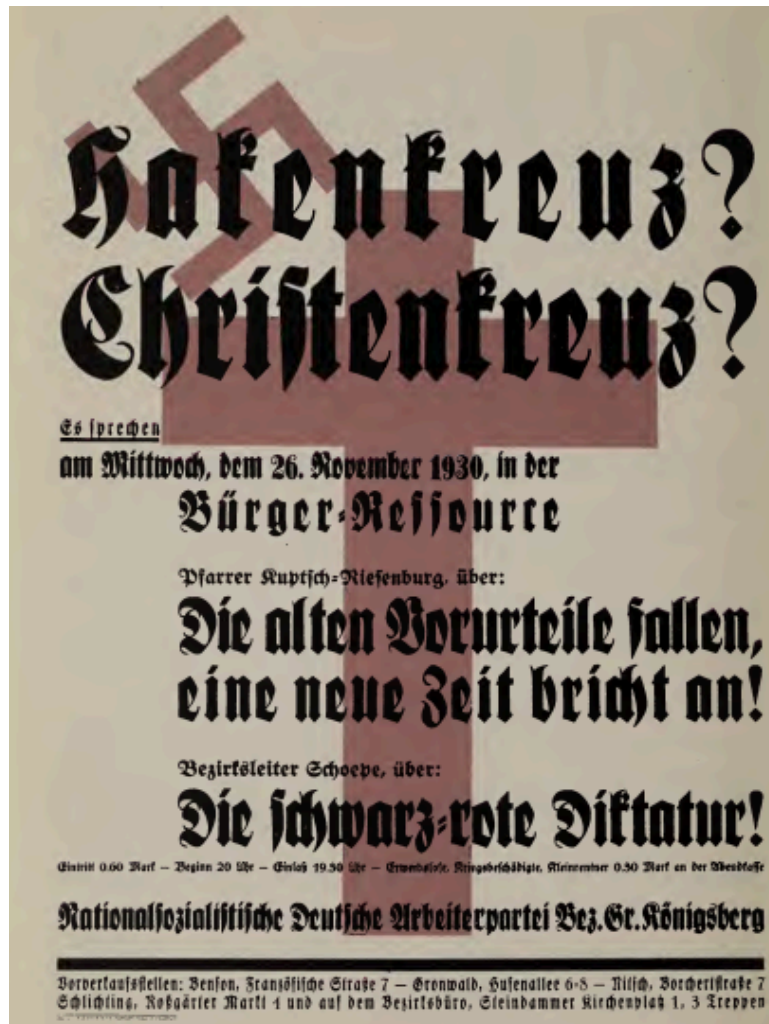 Hakenkreuz?
Christenkreuz?
Es sprechen
am Mittwoch, dem 26. November 1930, in der
Bürger-Ressource
Pfarrer Kuptsch-Riesenburg, über:
Die alten Vorurteile fallen,
eine neue Zeit bricht an!
Bezirksleiter Schoepe, über:
Die schwarz-rote Diktatur!
Eintritt 0.60 Mark — Beginn 20 Uhr — Einlaß 19.30 Uhr — Erwerbslose, Kriegsbeschädigte, Kleinrentner 0.30 Mark an der Abendkasse
Nationalsozialistische Deutsche Arbeiterpartei Bez.Gr.Königsberg
Vorverkaufsstellen: Benson, Französische Straße 7 — Gronwald, Hufenallee 6-8 — Nitsch, Borchertstraße 7
Schlichting, Roßgärter Markt 4 und auf dem Bezirksbüro, Steindammer Kirchenplatz 1, 3 Treppen